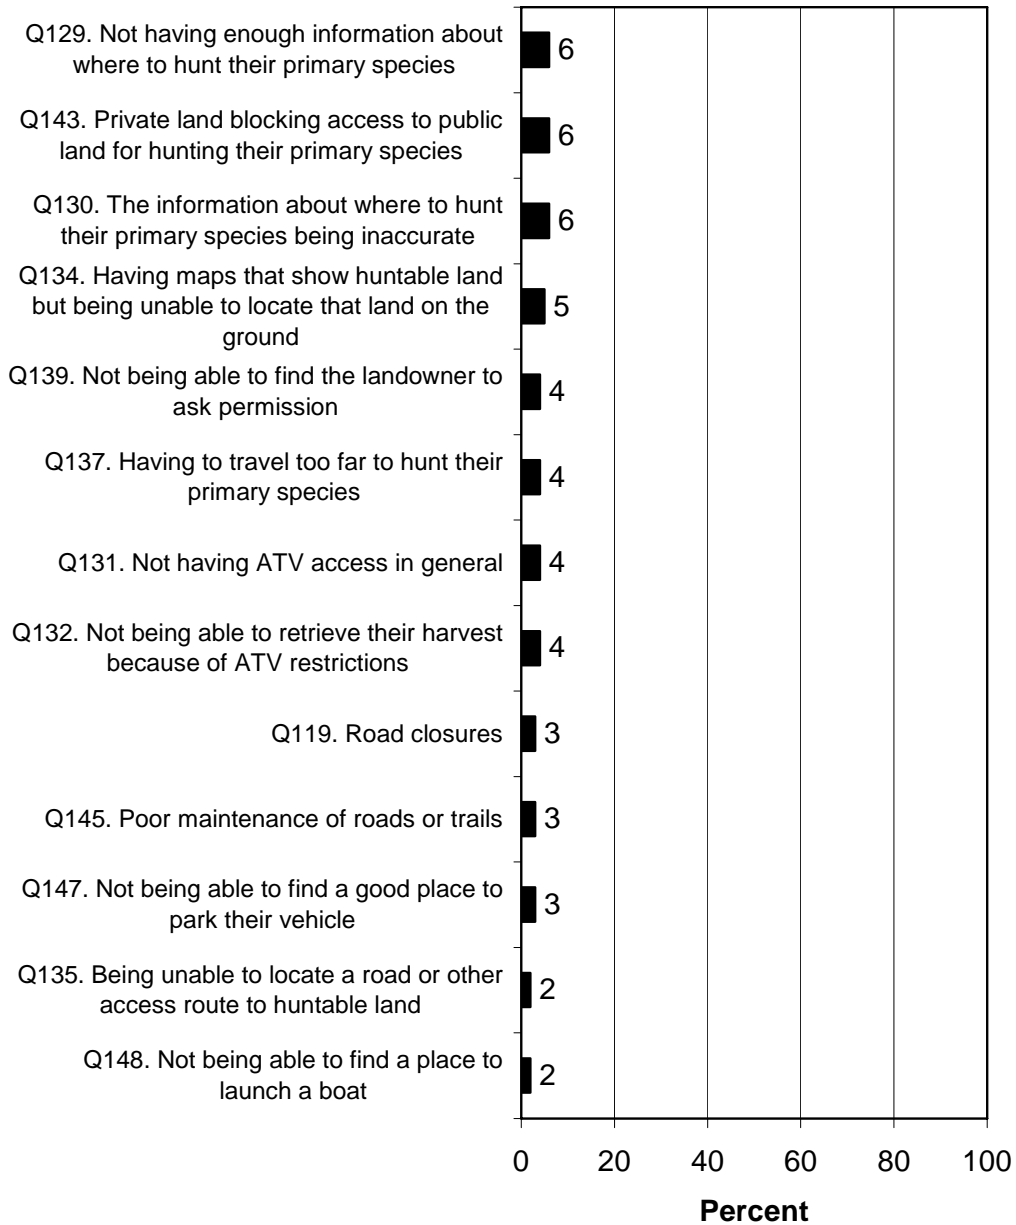 Q129. Not having enough information about
where to hunt their primary species
6
Q143. Private land blocking access to public
land for hunting their primary species
6
Q130. The information about where to hunt
their primary species being inaccurate
6
Q134. Having maps that show huntable land
but being unable to locate that land on the
ground
5
Q139. Not being able to find the landowner to
ask permission
4
Q137. Having to travel too far to hunt their
primary species
4
Q131. Not having ATV access in general
4
Q132. Not being able to retrieve their harvest
because of ATV restrictions
4
Q119. Road closures
3
Q145. Poor maintenance of roads or trails
3
Q147. Not being able to find a good place to
park their vehicle
3
Q135. Being unable to locate a road or other
access route to huntable land
2
Q148. Not being able to find a place to
launch a boat
2
0 20 40 60 80 100
Percent